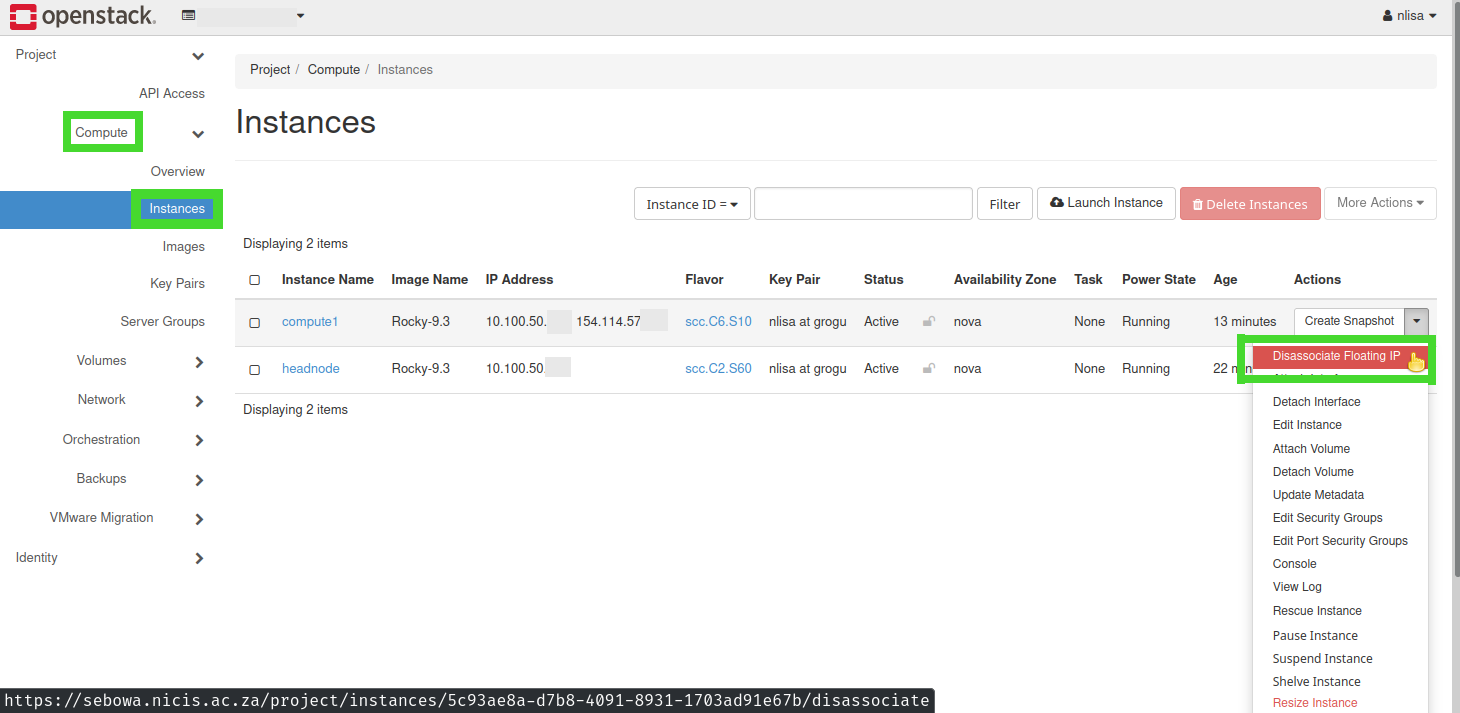 openstack.
nlisa
Project
API Access
Compute
Overview
Instances
Images
Key Pairs
Server Groups
Volumes
Network
Orchestration
Backups
VMware Migration
Identity
Project / Compute / Instances
Instances
Instance ID =
Filter
Launch Instance
Delete Instances
More Actions
Displaying 2 items
Instance Name Image Name IP Address Flavor Key Pair Status Availability Zone Task Power State Age Actions
compute1 Rocky-9.3 10.100.50. 154.114.57 scc.C6.S10 nlisa at grogu Active nova None Running 13 minutes Create Snapshot
headnode Rocky-9.3 10.100.50. scc.C2.S60 nlisa at grogu Active nova None Running 22
Displaying 2 items
Disassociate Floating IP
Detach Interface
Edit Instance
Attach Volume
Detach Volume
Update Metadata
Edit Security Groups
Edit Port Security Groups
Console
View Log
Rescue Instance
Pause Instance
Suspend Instance
Shelve Instance
Resize Instance
https://sebowa.nicis.ac.za/project/instances/5c93ae8a-d7b8-4091-8931-1703ad91e67b/disassociate